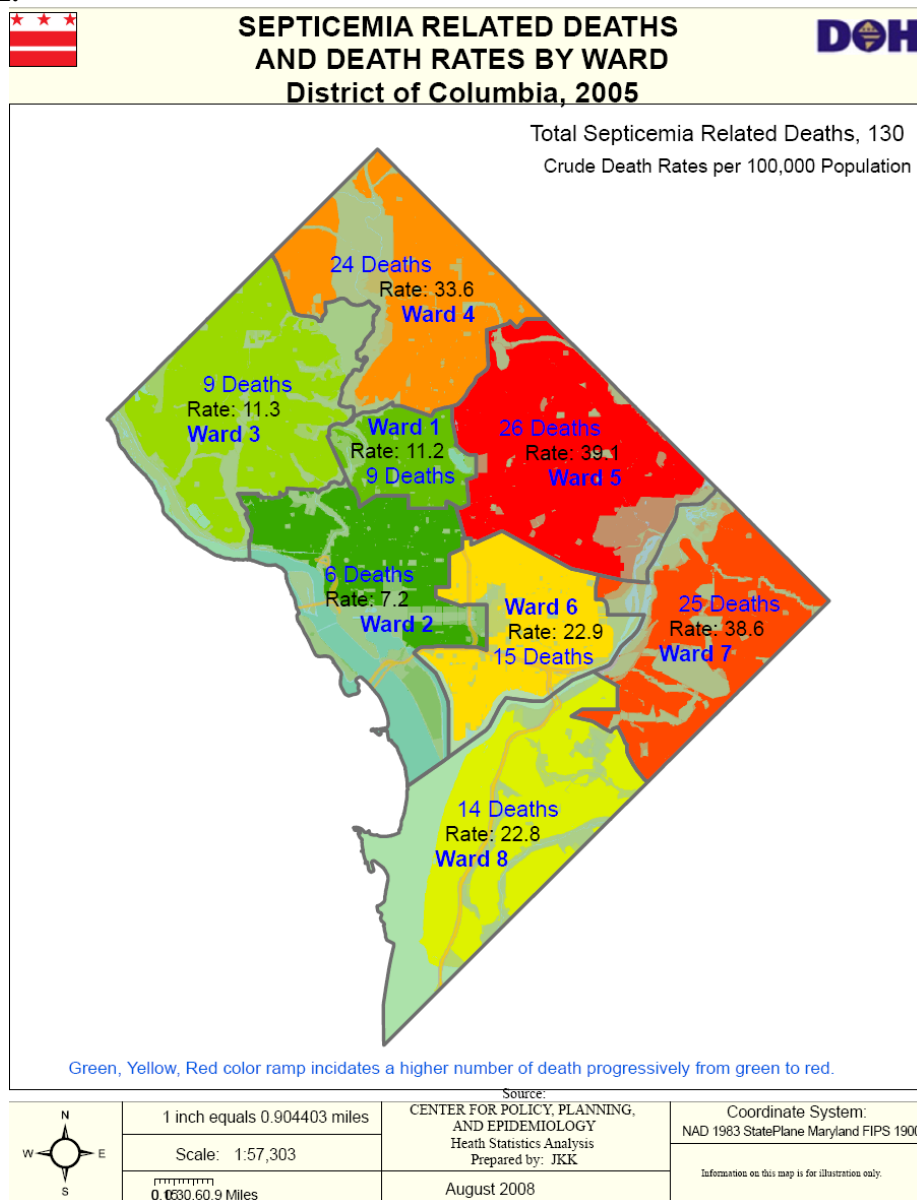 SEPTICEMIA RELATED DEATHS
AND DEATH RATES BY WARD
District of Columbia, 2005
DOH
Total Septicemia Related Deaths, 130
Crude Death Rates per 100,000 Population
24 Deaths
Rate: 33.6
Ward 4
9 Deaths
Rate: 11.3
Ward 3
Ward 1
Rate: 11.2
9 Deaths
26 Deaths
Rate: 39.1
Ward 5
6 Deaths
Rate: 7.2
Ward 2
Ward 6
Rate: 22.9
15 Deaths
25 Deaths
Rate: 38.6
Ward 7
14 Deaths
Rate: 22.8
Ward 8
Green, Yellow, Red color ramp incidates a higher number of death progressively from green to red.
N
W
E
S
1 inch equals 0.904403 miles
Scale: 1:57,303
Miles
Source:
CENTER FOR POLICY, PLANNING,
AND EPIDEMIOLOGY
Heath Statistics Analysis
Prepared by: JKK
August 2008
Coordinate System:
NAD 1983 StatePlane Maryland FIPS 1900
Information on this map is for illustration only.